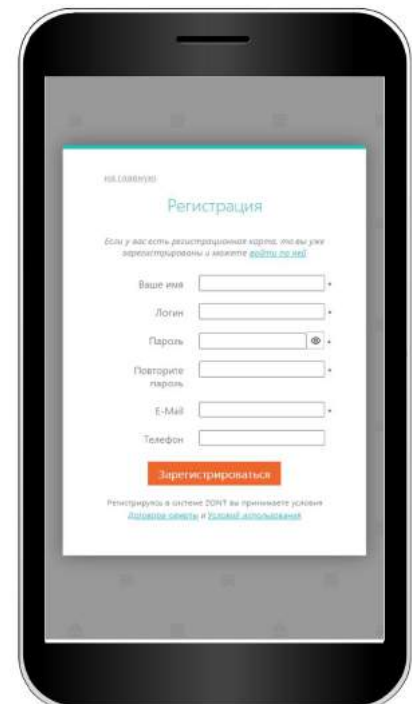 на главную
Регистрация
Если у вас есть регистрационная карта, то вы уже
зарегистрированы и можете войти по ней
Ваше имя *
Логин *
Пароль *
Повторите *
пароль
E-Mail *
Телефон
Зарегистрироваться
Регистрируясь в системе ZONT вы принимаете условия
Договора оферты и Условий использования